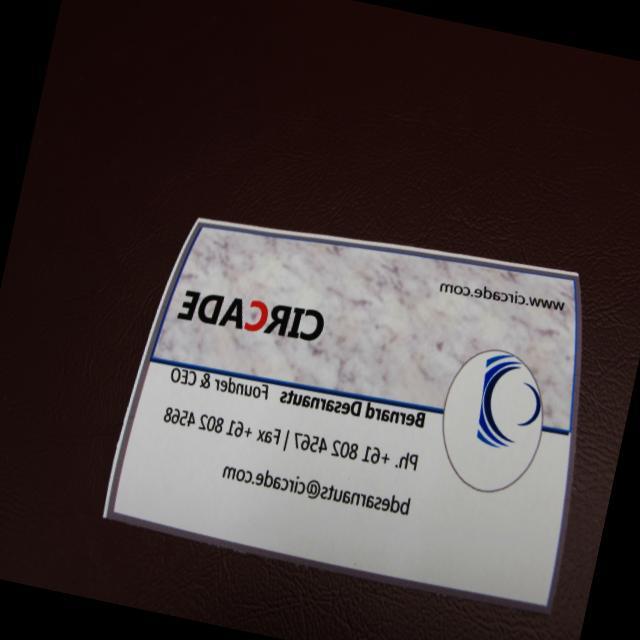 www.circade.com
CIRCADE
Bernard Desarnauts Founder & CEO
Ph. +61 802 4567 | Fax +61 802 4568
bdesarnauts@circade.com